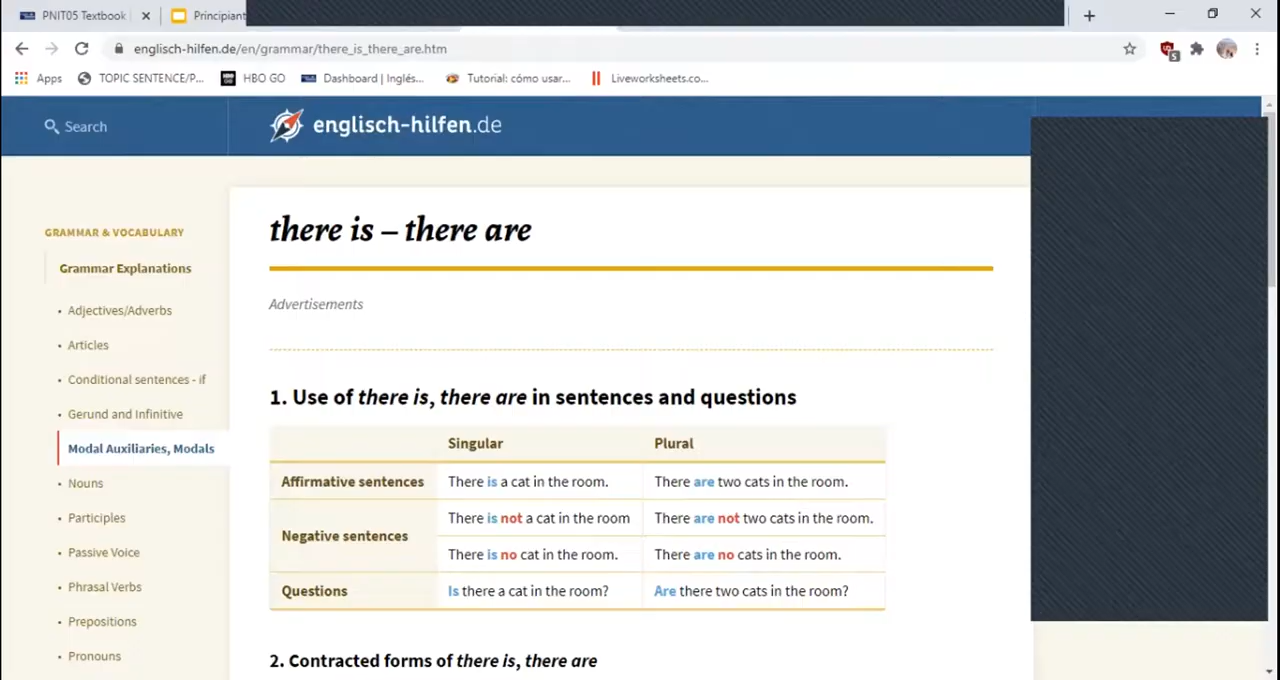 PNIT05 Textbook
Principiant
englisch-hilfen.de/en/grammar/there_is_there_are.htm
5
Apps
TOPIC SENTENCE/P...
HBO GO
HBO GO
Dashboard | Inglés...
Tutorial: cómo usar...
Liveworksheets.co...
Search
englisch-hilfen.de
GRAMMAR & VOCABULARY
Grammar Explanations
• Adjectives/Adverbs
• Articles
• Conditional sentences - if
• Gerund and Infinitive
Modal Auxiliaries, Modals
• Nouns
• Participles
• Passive Voice
• Phrasal Verbs
• Prepositions
• Pronouns
there is – there are
Advertisements
1. Use of there is, there are in sentences and questions
Singular Plural
Affirmative sentences There is a cat in the room. There are two cats in the room.
Negative sentences There is not a cat in the room There are not two cats in the room.
There is no cat in the room. There are no cats in the room.
Questions Is there a cat in the room? Are there two cats in the room?
2. Contracted forms of there is, there are